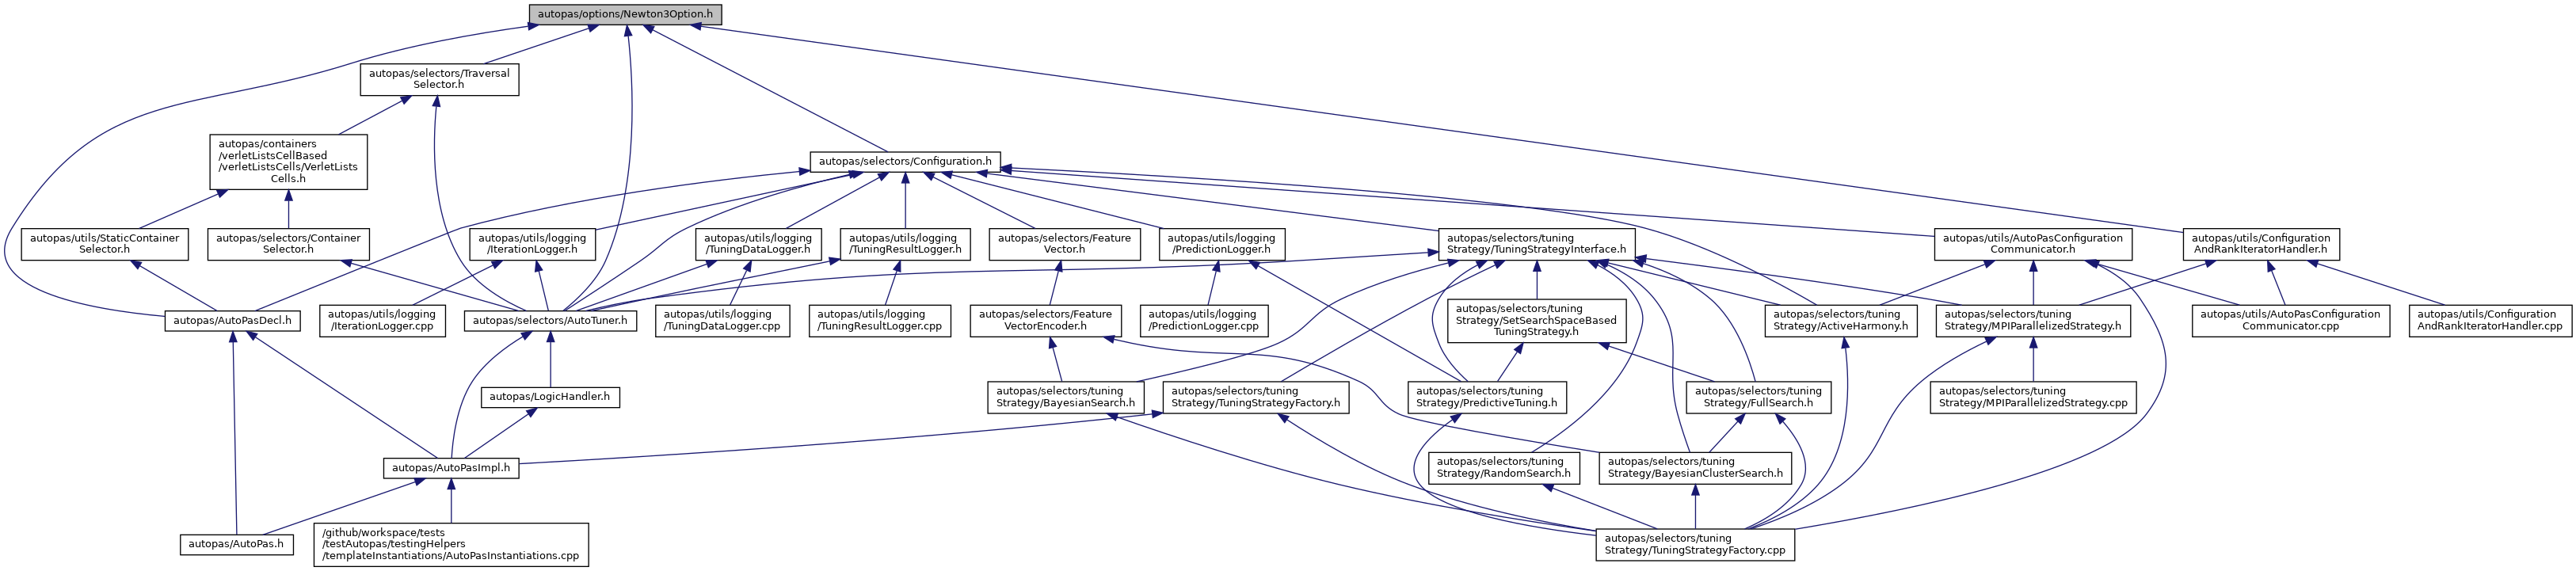 autopas/options/Newton3Option.h
autopas/selectors/Traversal
Selector.h
autopas/containers
/verletListsCellBased
/verletListsCells/VerletLists
Cells.h
autopas/selectors/Configuration.h
autopas/utils/StaticContainer
Selector.h
autopas/selectors/Container
Selector.h
autopas/utils/logging
/IterationLogger.h
autopas/utils/logging
/TuningDataLogger.h
autopas/utils/logging
/TuningResultLogger.h
autopas/selectors/Feature
Vector.h
autopas/utils/logging
/PredictionLogger.h
autopas/selectors/tuning
Strategy/TuningStrategyInterface.h
autopas/utils/AutoPasConfiguration
Communicator.h
autopas/utils/Configuration
AndRankIteratorHandler.h
autopas/AutoPasDecl.h
autopas/utils/logging
/IterationLogger.cpp
autopas/selectors/AutoTuner.h
autopas/utils/logging
/TuningDataLogger.cpp
autopas/utils/logging
/TuningResultLogger.cpp
autopas/selectors/Feature
VectorEncoder.h
autopas/utils/logging
/PredictionLogger.cpp
autopas/selectors/tuning
Strategy/SetSearchSpaceBased
TuningStrategy.h
autopas/selectors/tuning
Strategy/ActiveHarmony.h
autopas/selectors/tuning
Strategy/MPIParallelizedStrategy.h
autopas/utils/AutoPasConfiguration
Communicator.cpp
autopas/utils/Configuration
AndRankIteratorHandler.cpp
autopas/LogicHandler.h
autopas/selectors/tuning
Strategy/BayesianSearch.h
autopas/selectors/tuning
Strategy/TuningStrategyFactory.h
autopas/selectors/tuning
Strategy/PredictiveTuning.h
autopas/selectors/tuning
Strategy/FullSearch.h
autopas/selectors/tuning
Strategy/MPIParallelizedStrategy.cpp
autopas/AutoPasImpl.h
autopas/selectors/tuning
Strategy/RandomSearch.h
autopas/selectors/tuning
Strategy/BayesianClusterSearch.h
autopas/AutoPas.h
/github/workspace/tests
/testAutopas/testingHelpers
/templateInstantiations/AutoPasInstantiations.cpp
autopas/selectors/tuning
Strategy/TuningStrategyFactory.cpp